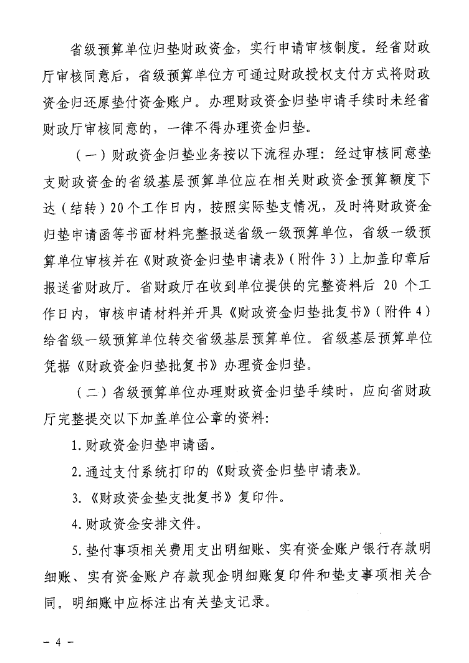 省级预算单位归垫财政资金，实行申请审核制度。经省财政
厅审核同意后，省级预算单位方可通过财政授权支付方式将财政
资金归还原垫付资金账户。办理财政资金归垫申请手续时未经省
财政厅审核同意的，一律不得办理资金归垫。
（一）财政资金归垫业务按以下流程办理：经过审核同意垫
支财政资金的省级基层预算单位应在相关财政资金预算额度下
达（结转）20个工作日内，按照实际垫支情况，及时将财政资金
归垫申请函等书面材料完整报送省级一级预算单位，省级一级预
算单位审核并在《财政资金归垫申请表》（附件3）上加盖印章后
报送省财政厅。省财政厅在收到单位提供的完整资料后 20 个工
作日内，审核申请材料并开具《财政资金归垫批复书》（附件4）
给省级一级预算单位转交省级基层预算单位。省级基层预算单位
凭据《财政资金归垫批复书》办理资金归垫。
（二）省级预算单位办理财政资金归垫手续时，应向省财政
厅完整提交以下加盖单位公章的资料：
1.财政资金归垫申请函。
2.通过支付系统打印的《财政资金归垫申请表》。
3.《财政资金垫支批复书》复印件。
4.财政资金安排文件。
5.垫付事项相关费用支出明细账、实有资金账户银行存款明
细账、实有资金账户存款现金明细账复印件和垫支事项相关合
同。明细账中应标注出有关垫支记录。
- 4 -